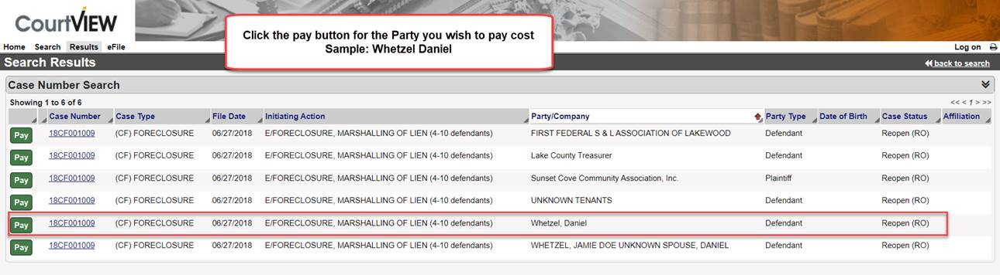 CourtVIEW
Click the pay button for the Party you wish to pay cost
Sample: Whetzel Daniel
Home Search Results eFile Log on
Search Results back to search
Case Number Search
Showing 1 to 6 of 6 << < 1 > >>
Case Number Case Type File Date Initiating Action Party/Company Party Type Date of Birth Case Status Affiliation
Pay 18CF001009 (CF) FORECLOSURE 06/27/2018 E/FORECLOSURE, MARSHALLING OF LIEN (4-10 defendants) FIRST FEDERAL S & L ASSOCIATION OF LAKEWOOD Defendant Reopen (RO)
Pay 18CF001009 (CF) FORECLOSURE 06/27/2018 E/FORECLOSURE, MARSHALLING OF LIEN (4-10 defendants) Lake County Treasurer Defendant Reopen (RO)
Pay 18CF001009 (CF) FORECLOSURE 06/27/2018 E/FORECLOSURE, MARSHALLING OF LIEN (4-10 defendants) Sunset Cove Community Association, Inc. Plaintiff Reopen (RO)
Pay 18CF001009 (CF) FORECLOSURE 06/27/2018 E/FORECLOSURE, MARSHALLING OF LIEN (4-10 defendants) UNKNOWN TENANTS Defendant Reopen (RO)
Pay 18CF001009 (CF) FORECLOSURE 06/27/2018 E/FORECLOSURE, MARSHALLING OF LIEN (4-10 defendants) Whetzel, Daniel Defendant Reopen (RO)
Pay 18CF001009 (CF) FORECLOSURE 06/27/2018 E/FORECLOSURE, MARSHALLING OF LIEN (4-10 defendants) WHETZEL, JAMIE DOE UNKNOWN SPOUSE, DANIEL Defendant Reopen (RO)